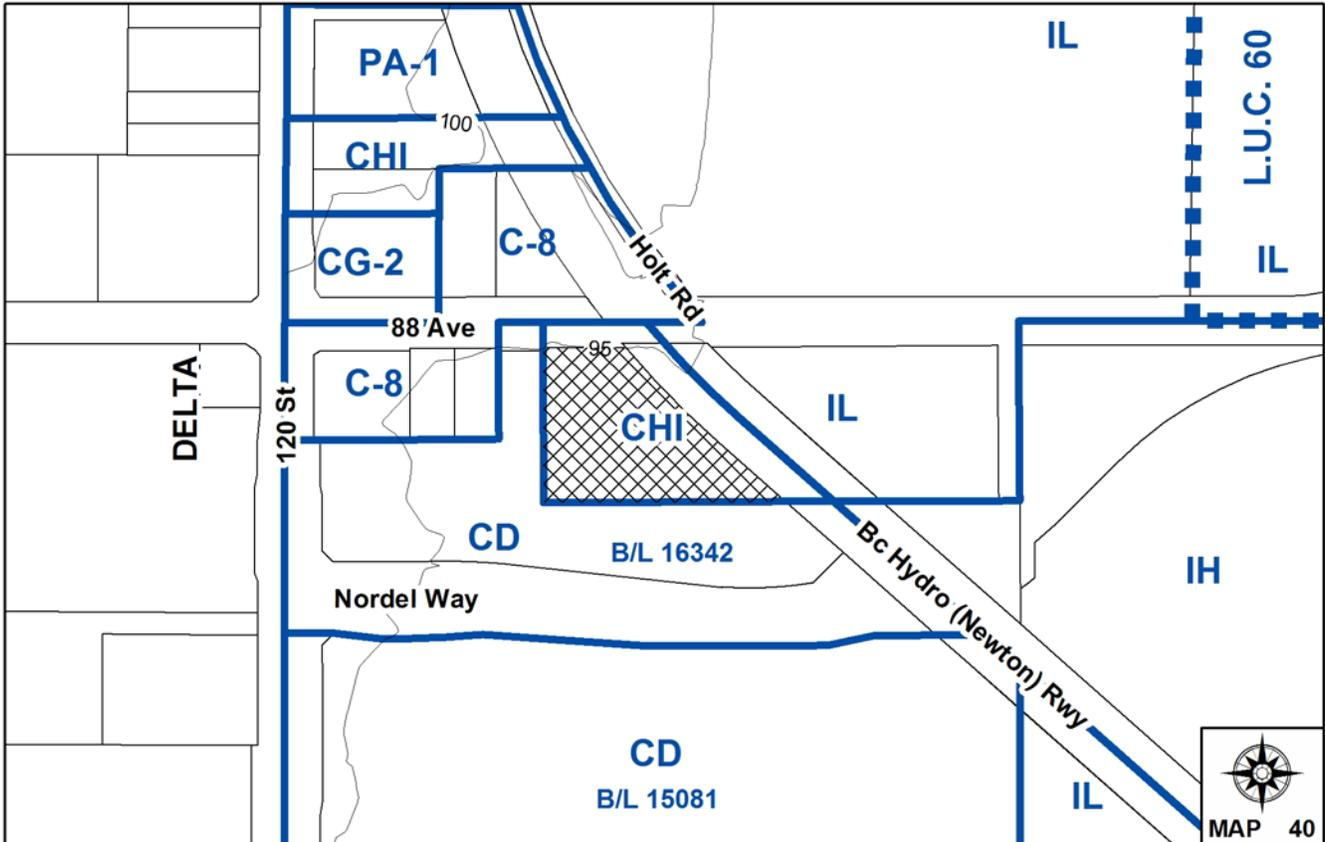 IL
L.U.C. 60
PA-1
100
CHI
C-8
CG-2
Holt Rd
IL
88 Ave
95
DELTA
120 St
C-8
CHI
IL
CD
B/L 16342
Bc Hydro (Newton) Rwy
IH
Nordel Way
CD
B/L 15081
IL
MAP 40